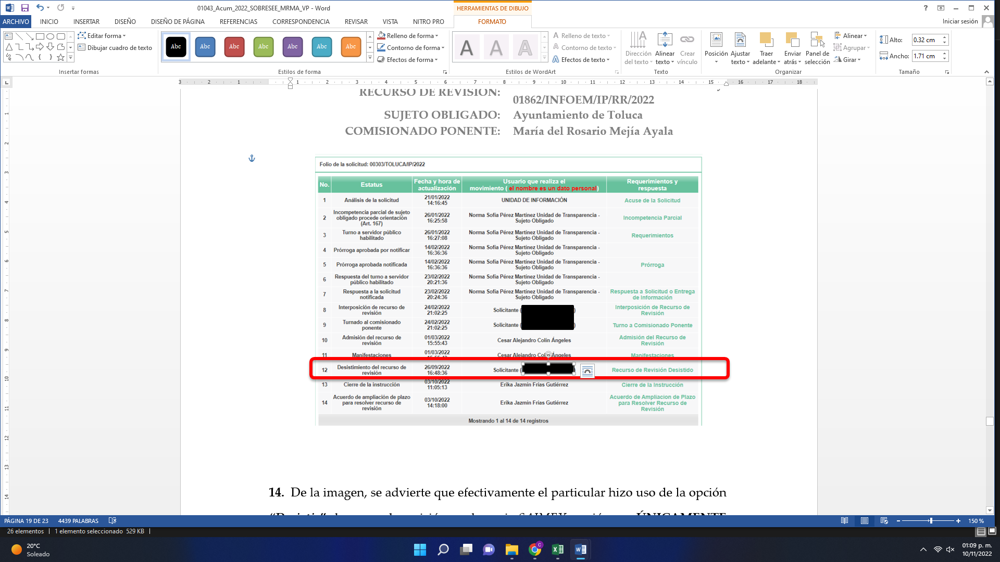 01043_Acum_2022_SOBRESEE_MRMA_VP - Word
HERRAMIENTAS DE DIBUJO
ARCHIVO INICIO INSERTAR DISEÑO DISEÑO DE PÁGINA REFERENCIAS CORRESPONDENCIA REVISAR VISTA NITRO PRO FORMATO Iniciar sesión
Editar forma
Dibujar cuadro de texto
Insertar formas
Abc Abc Abc Abc Abc Abc Abc
Relleno de forma
Contorno de forma
Efectos de forma
Estilos de forma
A A A
Relleno de texto
Contorno de texto
Efectos de texto
Estilos de WordArt
Dirección del texto
Alinear texto
Crear vínculo
Texto
Posición
Ajustar texto
Traer adelante
Enviar atrás
Panel de selección
Alinear
Agrupar
Girar
Organizar
Alto: 0.32 cm
Ancho: 1.71 cm
Tamaño
3 2 1 1 2 3 4 5 6 7 8 9 10 11 12 13 14 15 16 17 18
RECURSO DE REVISIÓN:
01862/INFOEM/IP/RR/2022
SUJETO OBLIGADO: Ayuntamiento de Toluca
COMISIONADO PONENTE: María del Rosario Mejía Ayala
Folio de la solicitud: 00303/TOLUCA/IP/2022
No. Estatus Fecha y hora de actualización Usuario que realiza el movimiento ( el nombre es un dato personal) Requerimientos y respuesta
1 Análisis de la solicitud 21/01/2022 14:16:45 UNIDAD DE INFORMACIÓN Acuse de la Solicitud
2 Incompetencia parcial de sujeto obligado procede orientación (Art. 167) 26/01/2022 16:25:58 Norma Sofía Pérez Martínez Unidad de Transparencia - Sujeto Obligado Incompetencia Parcial
3 Turno a servidor público habilitado 26/01/2022 16:27:08 Norma Sofía Pérez Martínez Unidad de Transparencia - Sujeto Obligado Requerimientos
4 Prórroga aprobada por notificar 14/02/2022 16:36:36 Norma Sofía Pérez Martínez Unidad de Transparencia - Sujeto Obligado
5 Prórroga aprobada notificada 14/02/2022 16:36:36 Norma Sofía Pérez Martínez Unidad de Transparencia - Sujeto Obligado Prórroga
6 Respuesta del turno a servidor público habilitado 23/02/2022 20:21:36 Norma Sofía Pérez Martínez Unidad de Transparencia - Sujeto Obligado
7 Respuesta a la solicitud notificada 23/02/2022 20:24:36 Norma Sofía Pérez Martínez Unidad de Transparencia - Sujeto Obligado Respuesta a Solicitud o Entrega de Información
8 Interposición de recurso de revisión 24/02/2022 21:02:25 Solicitante ( ) Interposición de Recurso de Revisión
9 Turnado al comisionado ponente 24/02/2022 21:02:25 Solicitante ( ) Turno a Comisionado Ponente
10 Admisión del recurso de revisión 01/03/2022 15:55:43 Cesar Alejandro Colín Ángeles Admisión del Recurso de Revisión
11 Manifestaciones 01/03/2022 Cesar Alejandro Colín Ángeles Manifestaciones
12 Desistimiento del recurso de revisión 26/09/2022 16:48:36 Solicitante ( Recurso de Revisión Desistido
13 Cierre de la instrucción 03/10/2022 11:05:13 Erika Jazmín Frías Gutiérrez Cierre de la Instrucción
14 Acuerdo de ampliación de plazo para resolver recurso de revisión 03/10/2022 14:18:00 Erika Jazmín Frías Gutiérrez Acuerdo de Ampliacion de Plazo para Resolver Recurso de Revisión
Mostrando 1 al 14 de 14 registros
14. De la imagen, se advierte que efectivamente el particular hizo uso de la opción
PÁGINA 19 DE 23 4439 PALABRAS 150 %
26 elementos 1 elemento seleccionado 529 KB
20°C
Soleado
01:09 p. m.
10/11/2022